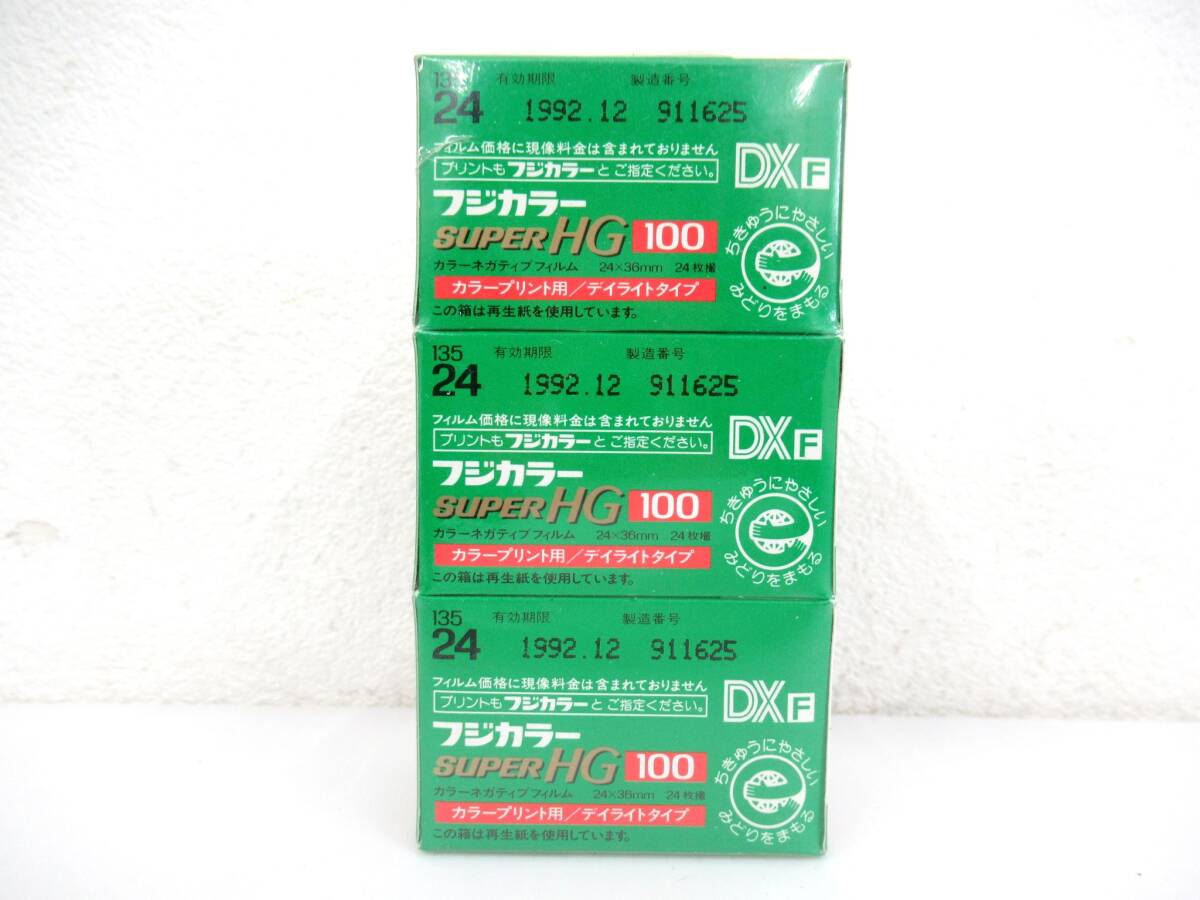 135 有効期限 製造番号
24 1992.12 911625
フィルム価格に現像料金は含まれておりません
プリントもフジカラーとご指定ください。
DX F
フジカラー
SUPER HG 100
カラーネガティブフィルム 24×36mm 24枚撮
カラープリント用/デイライトタイプ
この箱は再生紙を使用しています。
ちきゅうにやさしい
e
みどりをまもる
135 有効期限 製造番号
24 1992.12 911625
フィルム価格に現像料金は含まれておりません
プリントもフジカラーとご指定ください。
DX F
フジカラー
SUPER HG 100
カラーネガティブフィルム 24×36mm 24枚撮
カラープリント用/デイライトタイプ
この箱は再生紙を使用しています。
ちきゅうにやさしい
e
みどりをまもる
135 有効期限 製造番号
24 1992.12 911625
フィルム価格に現像料金は含まれておりません
プリントもフジカラーとご指定ください。
DX F
フジカラー
SUPER HG 100
カラーネガティブフィルム 24×36mm 24枚撮
カラープリント用/デイライトタイプ
この箱は再生紙を使用しています。
ちきゅうにやさしい
e
みどりをまもる